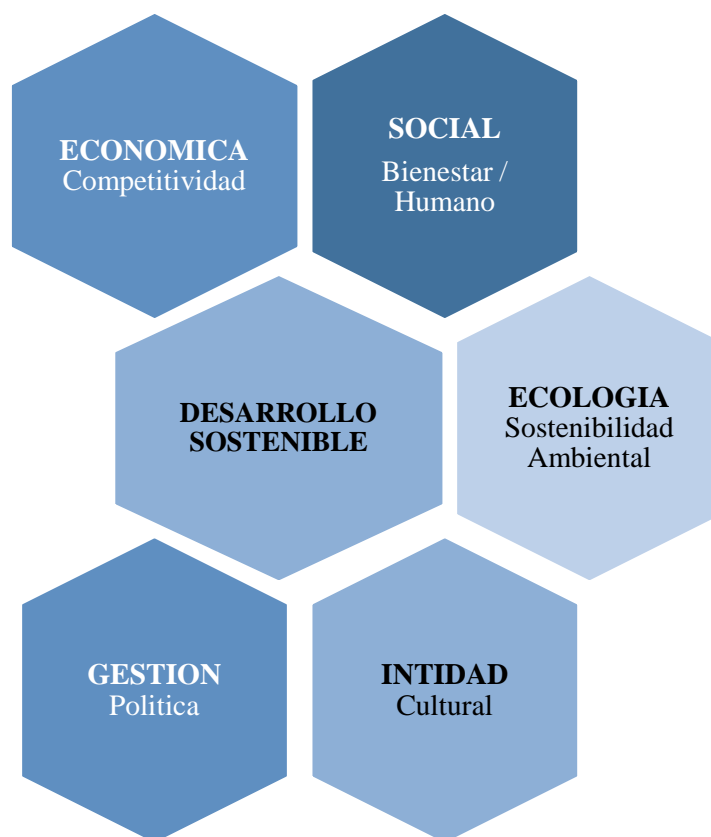 ECONOMICA
Competitividad
SOCIAL
Bienestar /
Humano
DESARROLLO
SOSTENIBLE
ECOLOGIA
Sostenibilidad
Ambiental
GESTION
Politica
INTIDAD
Cultural